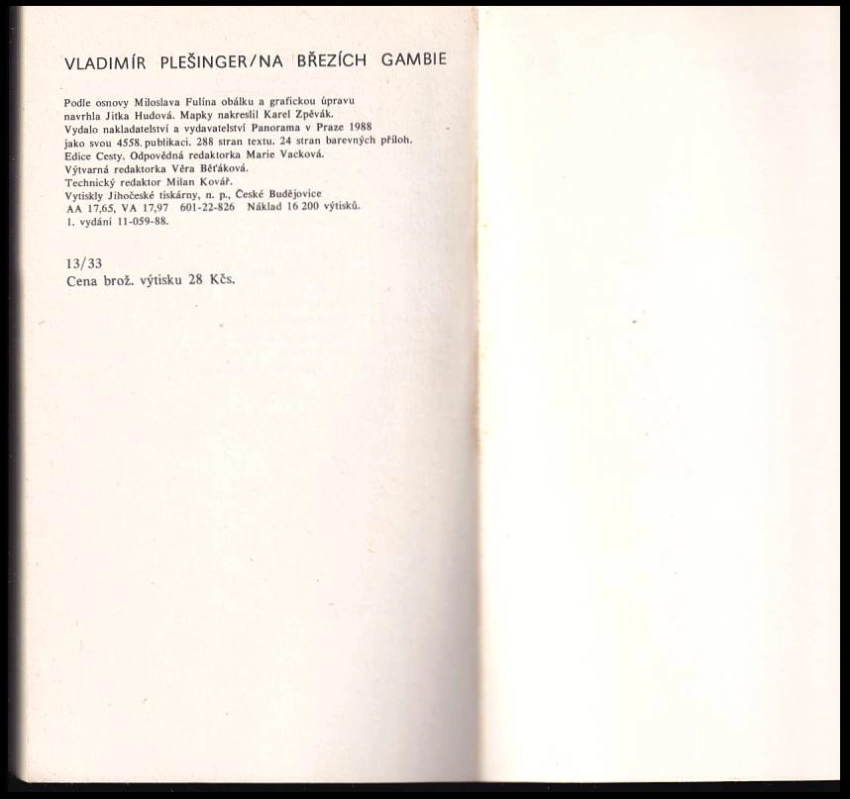 VLADIMÍR PLEŠINGER/NA BŘEZÍCH GAMBIE
Podle osnovy Miloslava Fulína obálku a grafickou úpravu
navrhla Jitka Hudová. Mapky nakreslil Karel Zpěvák.
Vydalo nakladatelství a vydavatelství Panorama v Praze 1988
jako svou 4558. publikaci. 288 stran textu. 24 stran barevných příloh.
Edice Cesty. Odpovědná redaktorka Marie Vacková.
Výtvarná redaktorka Věra Běťáková.
Technický redaktor Milan Kovář.
Vytiskly Jihočeské tiskárny, n. p., České Budějovice
AA 17,65, VA 17,97 601-22-826 Náklad 16 200 výtisků.
1. vydání 11-059-88.
13/33
Cena brož. výtisku 28 Kčs.